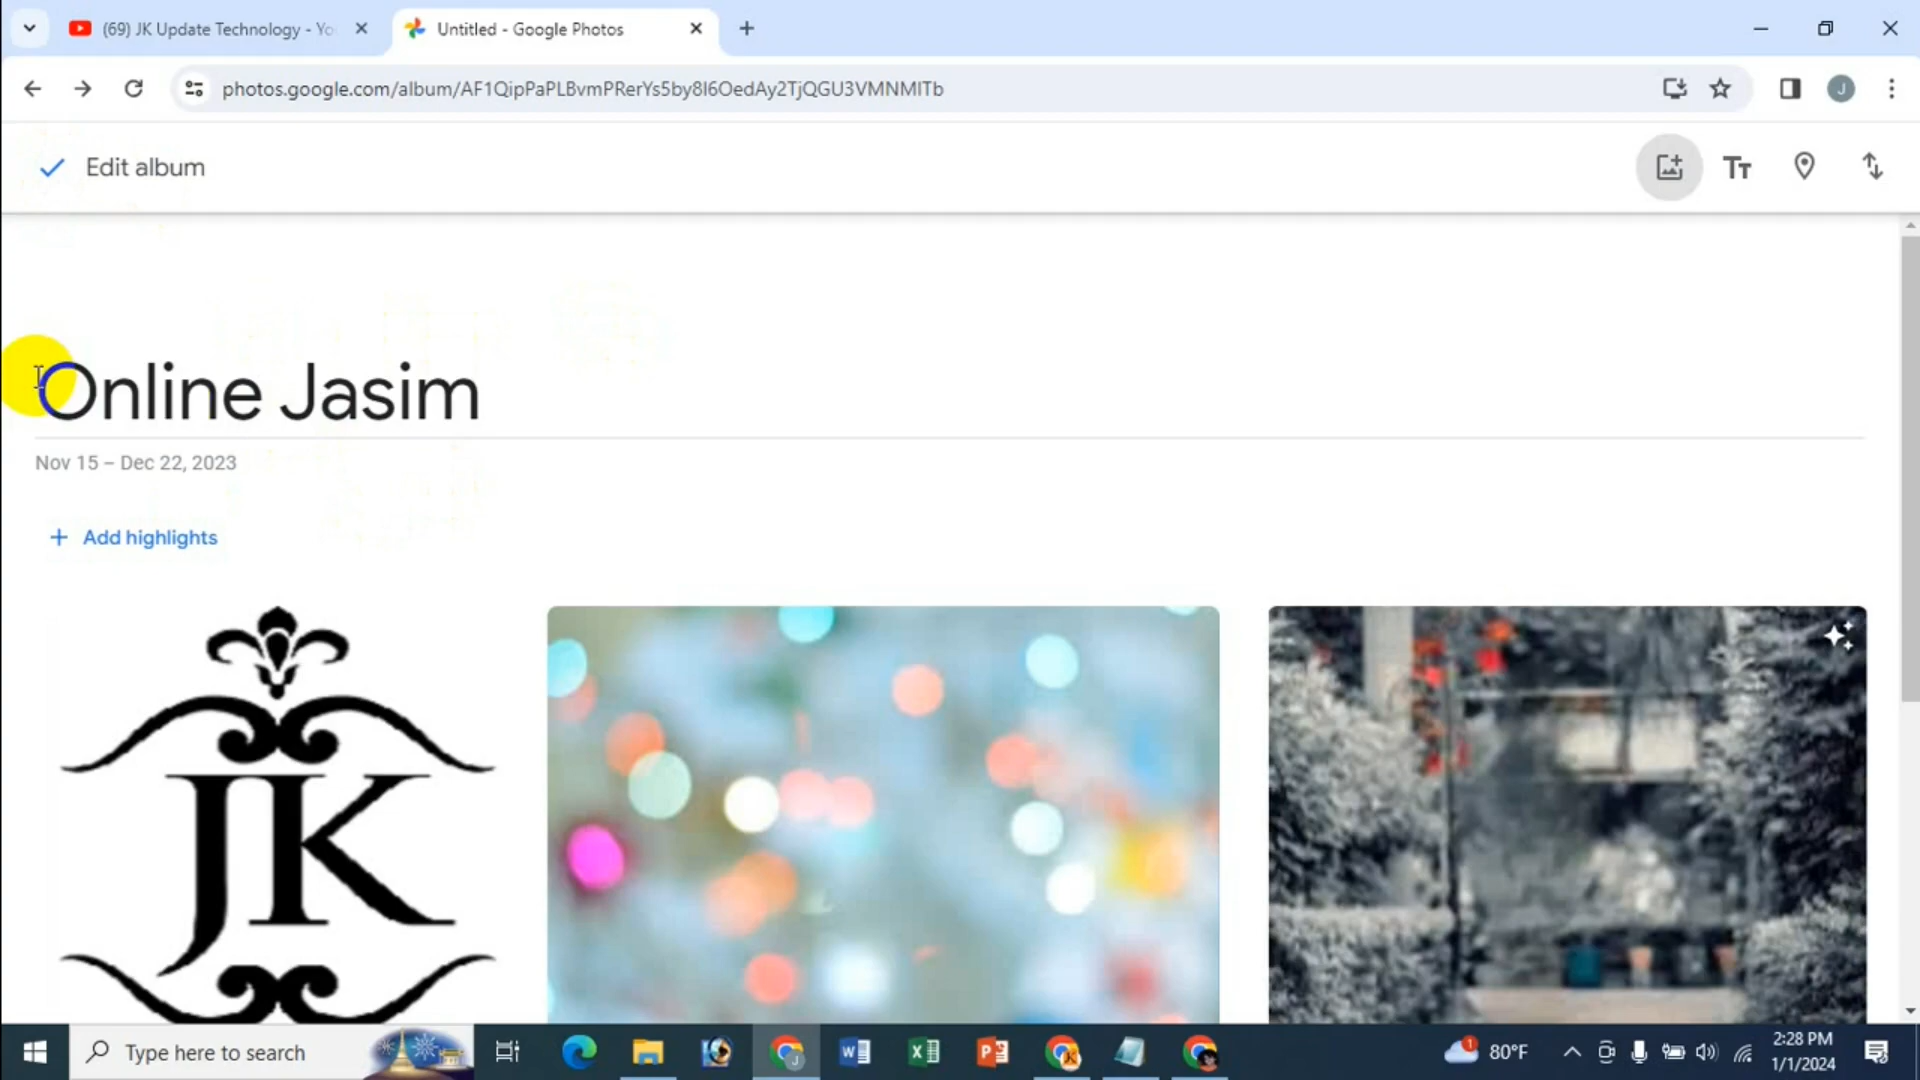 (69) JK Update Technology - Yo
Untitled - Google Photos
photos.google.com/album/AF1QipPaPLBvmPRerYs5by8I6OedAy2TjQGU3VMNMITb
J
Edit album
Online Jasim
Nov 15 – Dec 22, 2023
+ Add highlights
JK
Type here to search
80°F
2:28 PM
1/1/2024